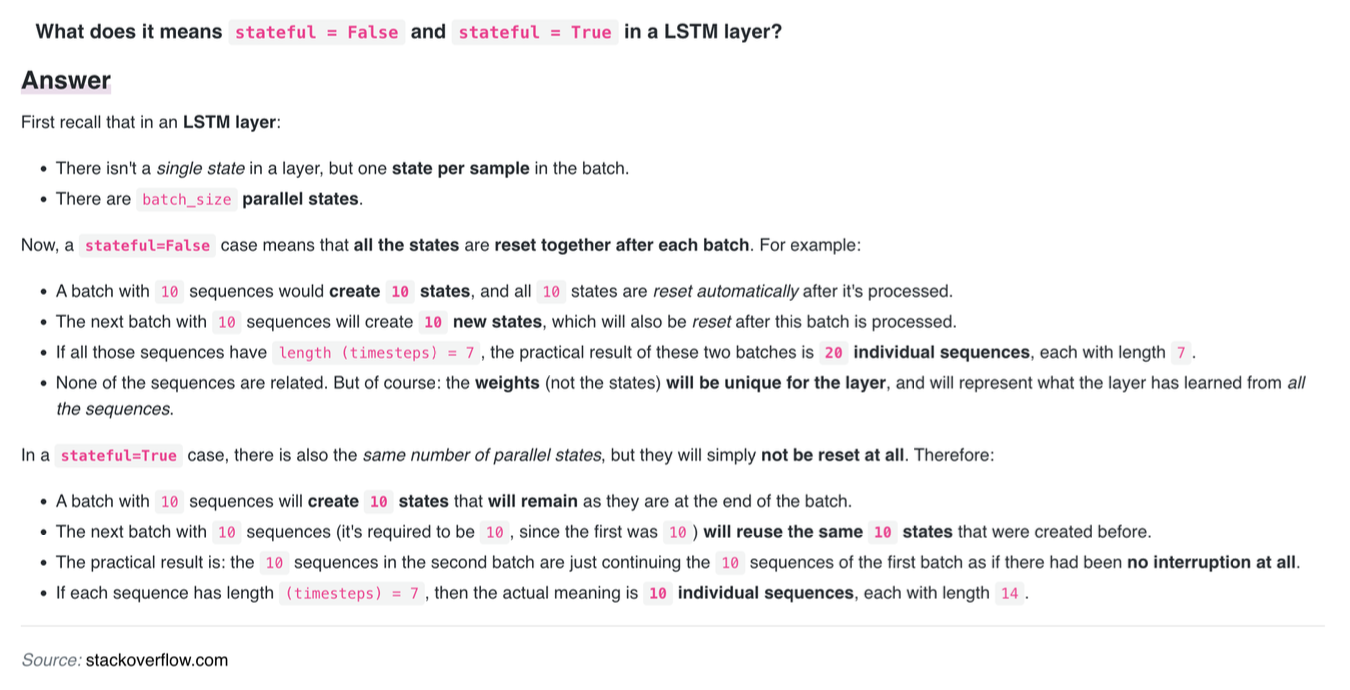 What does it means stateful = False and stateful = True in a LSTM layer?
Answer
First recall that in an LSTM layer:
• There isn't a single state in a layer, but one state per sample in the batch.
• There are batch_size parallel states.
Now, a stateful=False case means that all the states are reset together after each batch. For example:
• A batch with 10 sequences would create 10 states, and all 10 states are reset automatically after it's processed.
• The next batch with 10 sequences will create 10 new states, which will also be reset after this batch is processed.
• If all those sequences have length (timesteps) = 7 , the practical result of these two batches is 20 individual sequences, each with length 7 .
• None of the sequences are related. But of course: the weights (not the states) will be unique for the layer, and will represent what the layer has learned from all
the sequences.
In a stateful=True case, there is also the same number of parallel states, but they will simply not be reset at all. Therefore:
• A batch with 10 sequences will create 10 states that will remain as they are at the end of the batch.
• The next batch with 10 sequences (it's required to be 10 , since the first was 10 ) will reuse the same 10 states that were created before.
• The practical result is: the 10 sequences in the second batch are just continuing the 10 sequences of the first batch as if there had been no interruption at all.
• If each sequence has length (timesteps) = 7 , then the actual meaning is 10 individual sequences, each with length 14 .
Source: stackoverflow.com